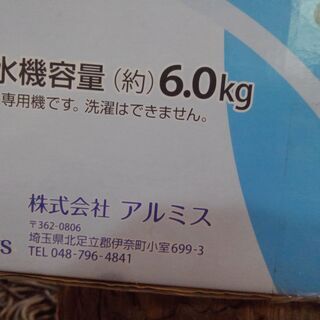 水機容量(約)6.0kg
専用機です。洗濯はできません。
株式会社 アルミス
〒362-0806
埼玉県北足立郡伊奈町小室699-3
TEL 048-796-4841